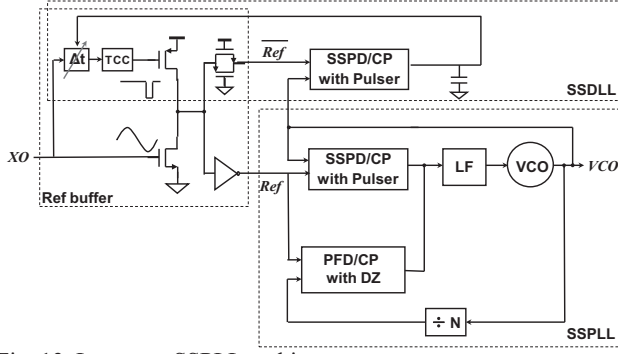 Ref
Δt
TCC
SSPD/CP
with Pulser
SSDLL
XO
SSPD/CP
with Pulser
LF
VCO
VCO
Ref
Ref buffer
PFD/CP
with DZ
÷ N
SSPLL